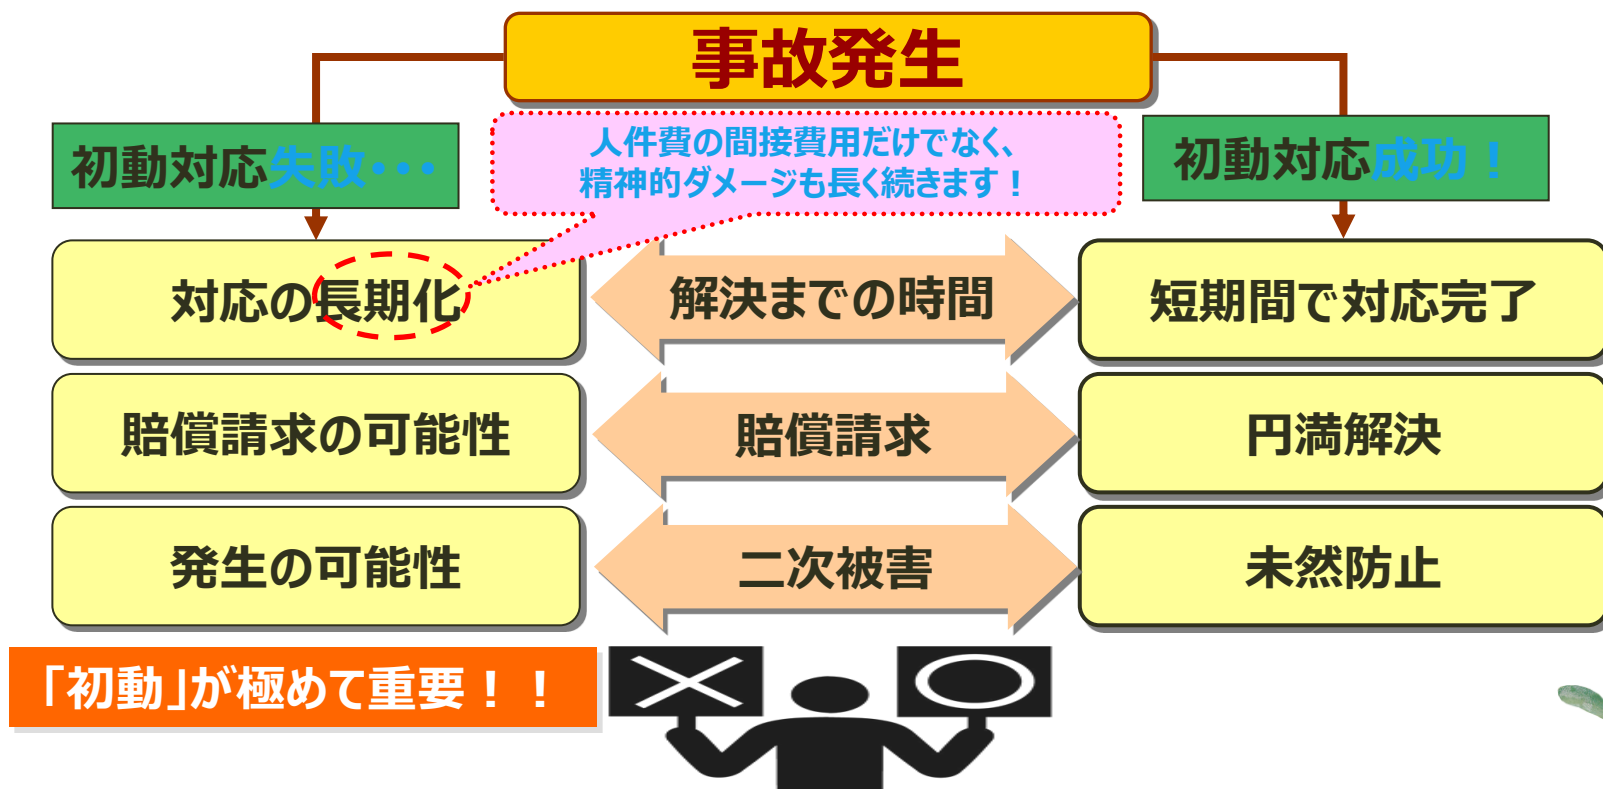 事故発生
初動対応失敗・・・
人件費の間接費用だけでなく、
精神的ダメージも長く続きます！
初動対応成功！
対応の長期化
解決までの時間
短期間で対応完了
賠償請求の可能性
賠償請求
円満解決
発生の可能性
二次被害
未然防止
「初動」が極めて重要！！